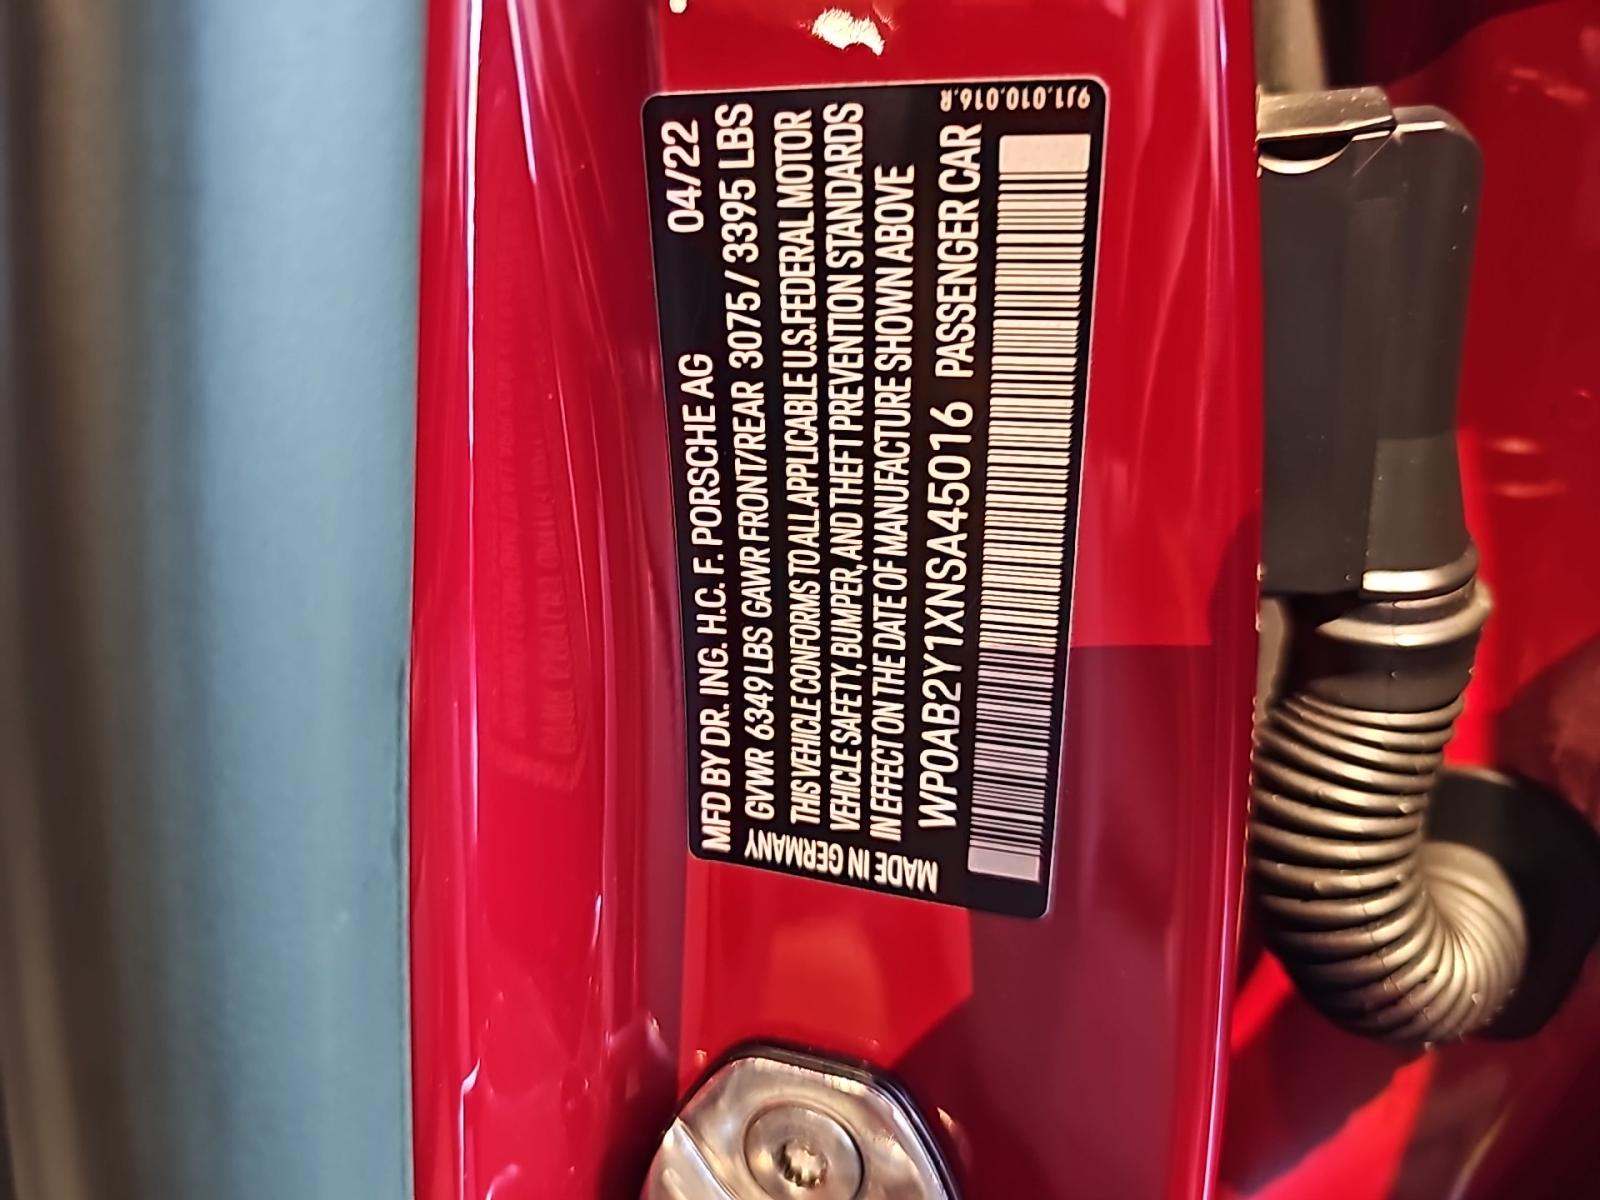 MFD BY DR. ING. H.C. F. PORSCHE AG 04/22
GVWR 6349 LBS GAWR FRONT/REAR 3075 / 3395 LBS
THIS VEHICLE CONFORMS TO ALL APPLICABLE U.S. FEDERAL MOTOR
VEHICLE SAFETY, BUMPER, AND THEFT PREVENTION STANDARDS
IN EFFECT ON THE DATE OF MANUFACTURE SHOWN ABOVE
WP0AB2Y1XNSA45016 PASSENGER CAR
MADE IN GERMANY
9J1.010.016.R